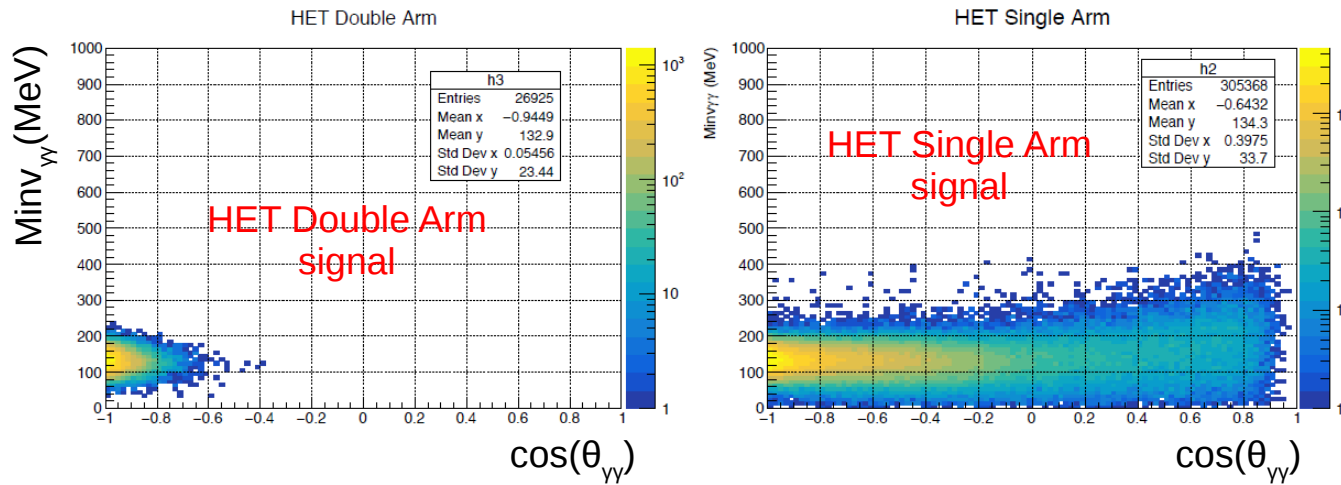 HET Double Arm
Minv_γγ(MeV)
1000
900
800
700
600
500
400
300
200
100
0
−1 −0.8 −0.6 −0.4 −0.2 0 0.2 0.4 0.6 0.8 1
cos(θ_γγ)
h3
Entries 26925
Mean x −0.9449
Mean y 132.9
Std Dev x 0.05456
Std Dev y 23.44
HET Double Arm
signal
10³
10²
10
1
HET Single Arm
Minvγγ (MeV)
1000
900
800
700
600
500
400
300
200
100
0
−1 −0.8 −0.6 −0.4 −0.2 0 0.2 0.4 0.6 0.8 1
cos(θ_γγ)
h2
Entries 305368
Mean x −0.6432
Mean y 134.3
Std Dev x 0.3975
Std Dev y 33.7
HET Single Arm
signal
1